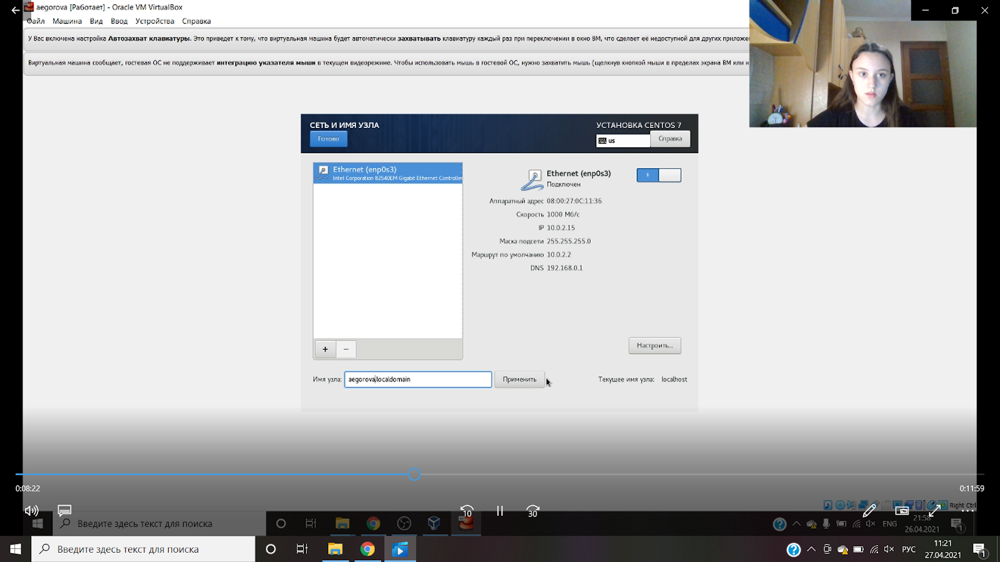 aegorova [Работает] - Oracle VM VirtualBox
Файл Машина Вид Ввод Устройства Справка
У Вас включена настройка Автозахват клавиатуры. Это приведет к тому, что виртуальная машина будет автоматически захватывать клавиатуру каждый раз при переключении в окно ВМ, что сделает ее недоступной для других приложе
Виртуальная машина сообщает, гостевая ОС не поддерживает интеграцию указателя мыши в текущем видеорежине. Чтобы использовать мышь в гостевой ОС, нужно захватить мышь (щелкнув кнопкой мыши в пределах экрана ВМ или н
СЕТЬ И ИМЯ УЗЛА
УСТАНОВКА CENTOS 7
Готово
us
Справка
Ethernet (enp0s3)
Intel Corporation 82540EM Gigabit Ethernet Controlle
Ethernet (enp0s3)
Подключен
Аппаратный адрес 08:00:27:0C:11:36
Скорость 1000 Мб/с
IP 10.0.2.15
Маска подсети 255.255.255.0
Маршрут по умолчанию 10.0.2.2
DNS 192.168.0.1
+ −
Настроить...
Имя узла: aegorova.localdomain
Применить
Текущее имя узла: localhost
0:08:22
0:11:59
10
30
Right Ctrl
Введите здесь текст для поиска
ENG
21:58
26.04.2021
1
Введите здесь текст для поиска
РУС
11:21
27.04.2021
1